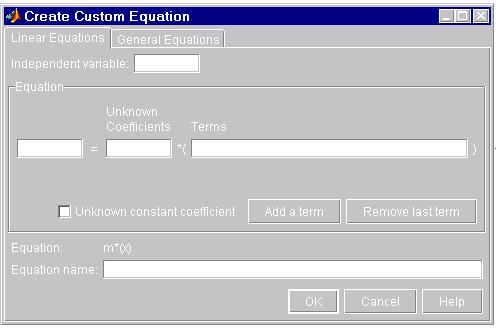 Create Custom Equation
Linear Equations General Equations
Independent variable:
Equation
Unknown
Coefficients Terms
= *( )
Unknown constant coefficient Add a term Remove last term
Equation: m*(x)
Equation name:
OK Cancel Help